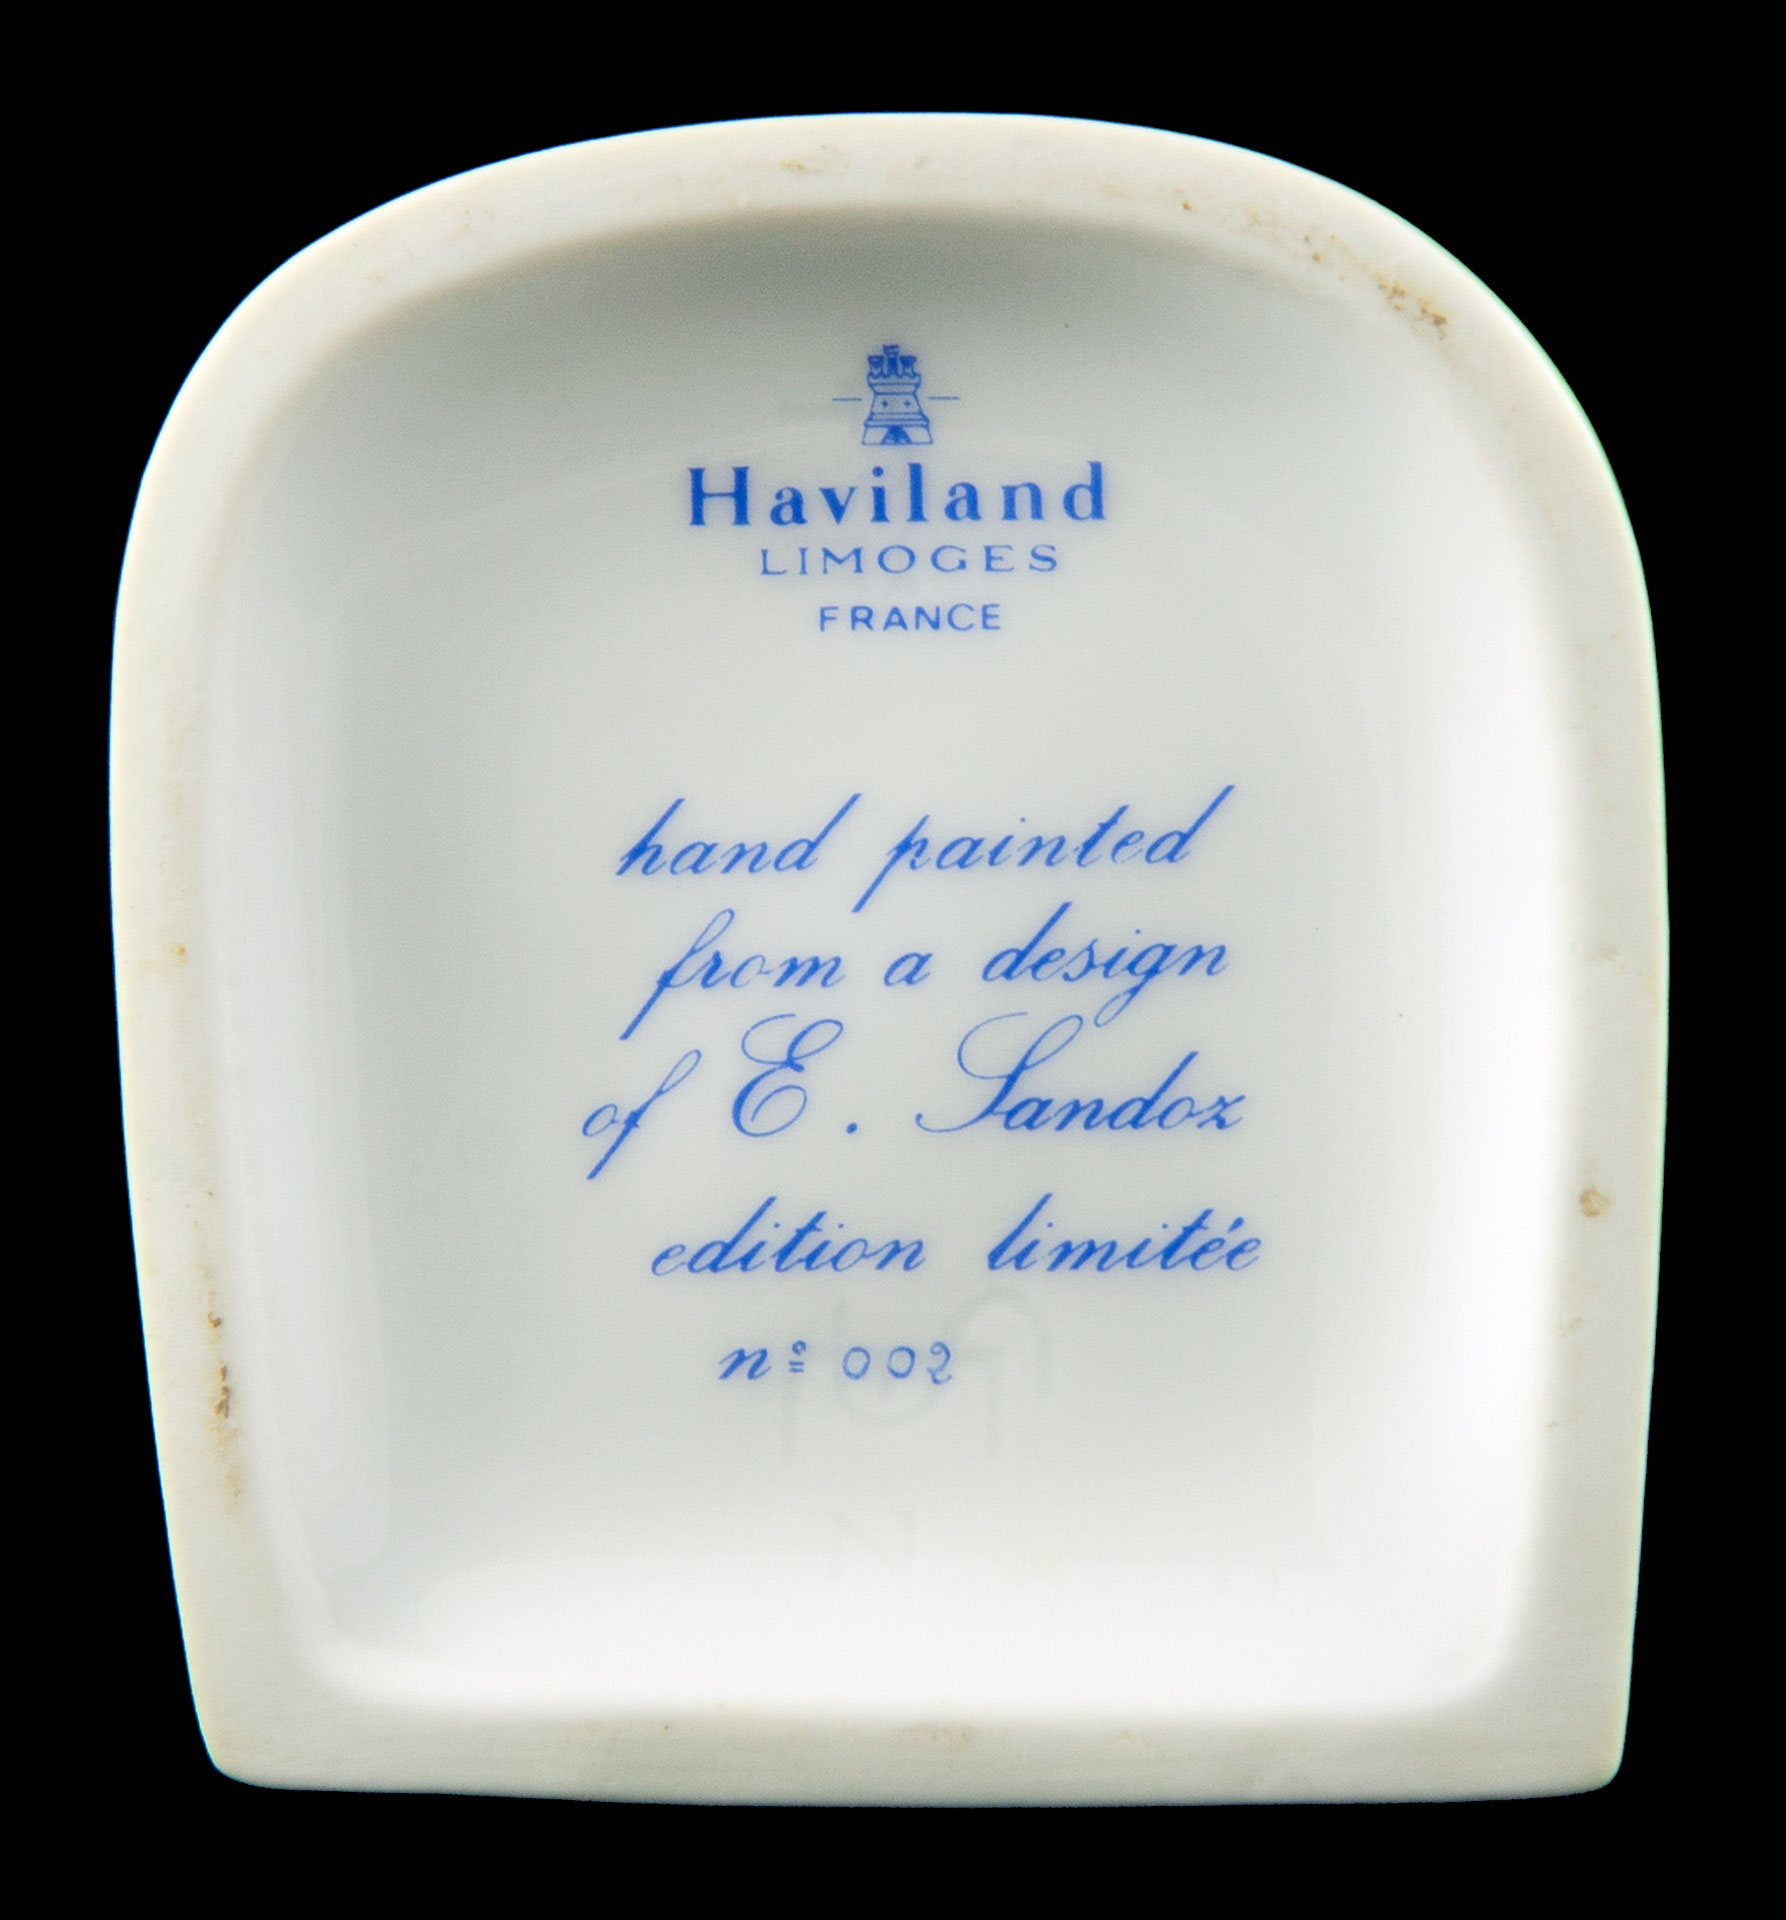 Haviland
LIMOGES
FRANCE
hand painted
from a design
of E. Sandoz
edition limitée
nº 002